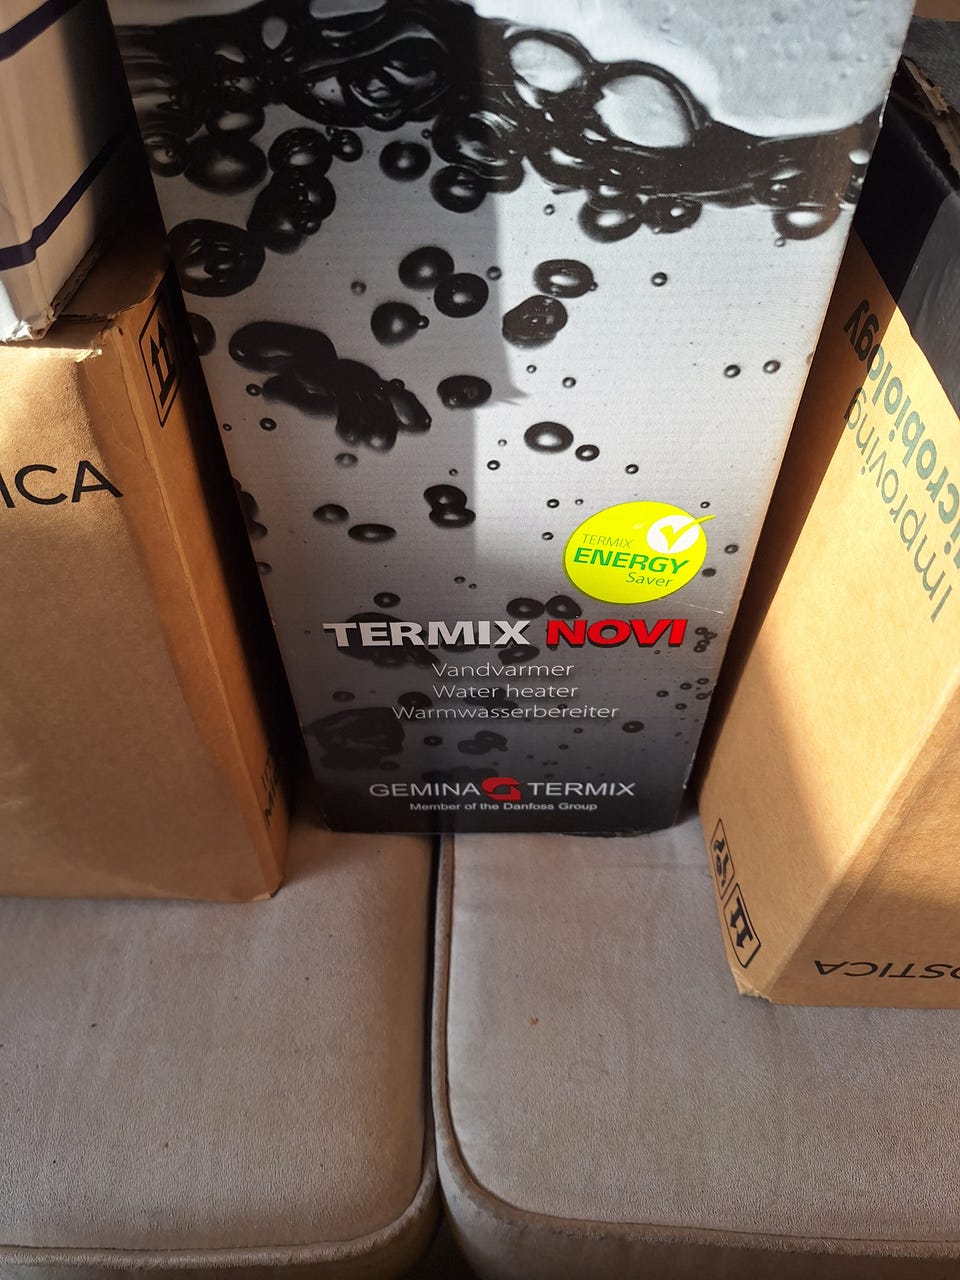 ICA
TERMIX
ENERGY
Saver
TERMIX NOVI
Vandvarmer
Water heater
Warmwasserbereiter
GEMINA TERMIX
Member of the Danfoss Group
Improving
icrobiology
OSTICA